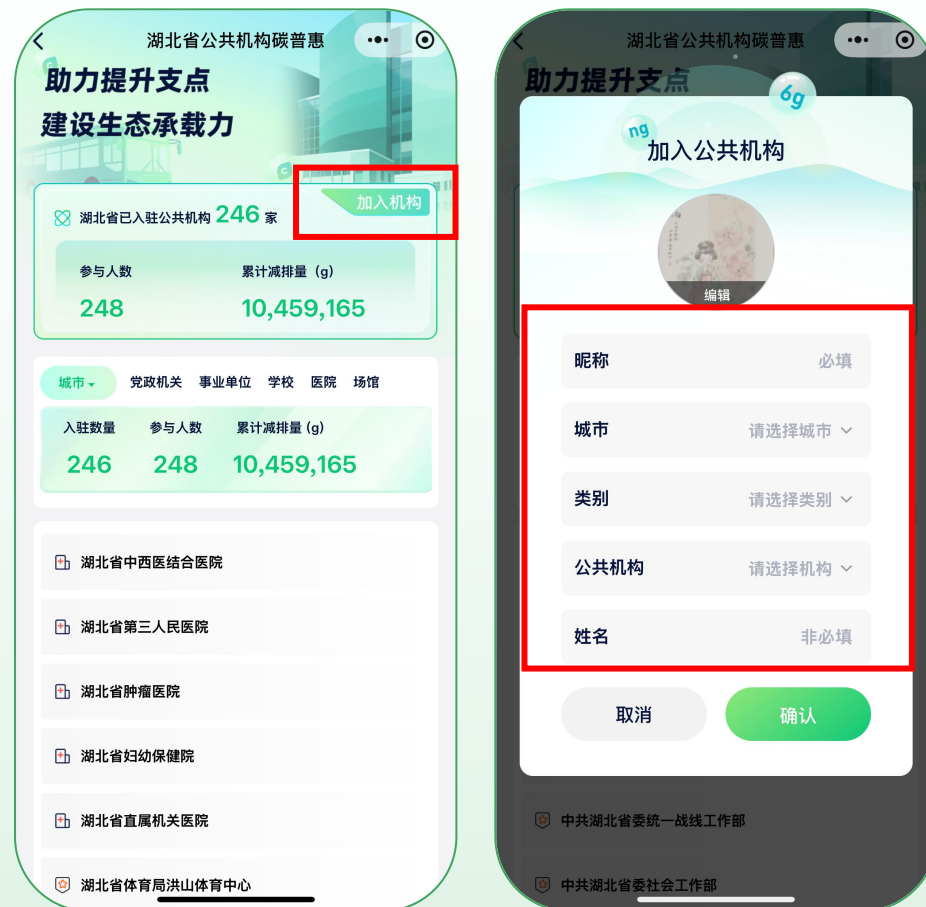 湖北省公共机构碳普惠
助力提升支点
建设生态承载力
加入机构
湖北省已入驻公共机构 246 家
参与人数 累计减排量（g）
248 10,459,165
城市 党政机关 事业单位 学校 医院 场馆
入驻数量 参与人数 累计减排量 (g)
246 248 10,459,165
湖北省中西医结合医院
湖北省第三人民医院
湖北省肿瘤医院
湖北省妇幼保健院
湖北省直属机关医院
湖北省体育局洪山体育中心
湖北省公共机构碳普惠
助力提升支点
6g
ng
加入公共机构
编辑
昵称 必填
城市 请选择城市
类别 请选择类别
公共机构 请选择机构
姓名 非必填
取消 确认
中共湖北省委统一战线工作部
中共湖北省委社会工作部